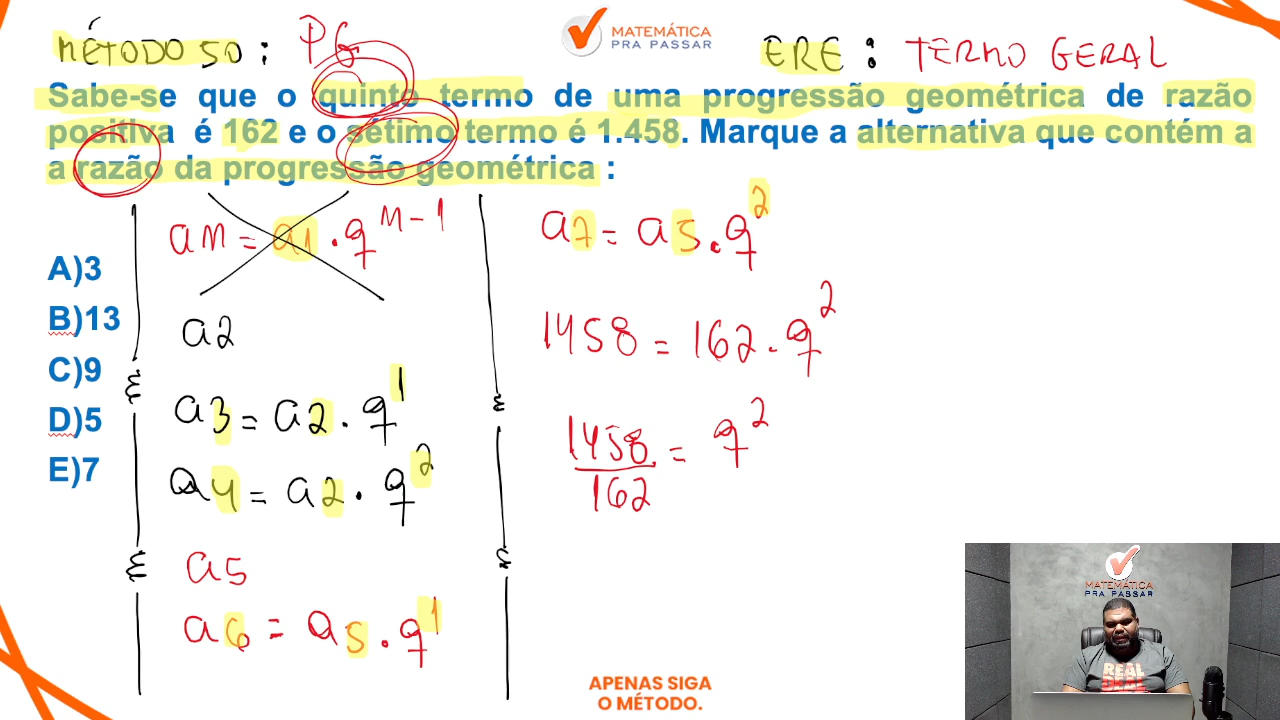 MÉTODO 50 : PG
MATEMÁTICA
PRA PASSAR
ERE : TERMO GERAL
Sabe-se que o quinto termo de uma progressão geométrica de razão
positiva é 162 e o sétimo termo é 1.458. Marque a alternativa que contém a
a razão da progressão geométrica :
A)3
B)13
C)9
D)5
E)7
an = a1 . q^n-1
a2
a3 = a2 . q^1
a4 = a2 . q^2
a5
a6 = a5 . q^1
a7 = a5 . q^2
1458 = 162 . q^2
1458/162 = q^2
MATEMÁTICA
PRA PASSAR
REAL
APENAS SIGA
O MÉTODO.